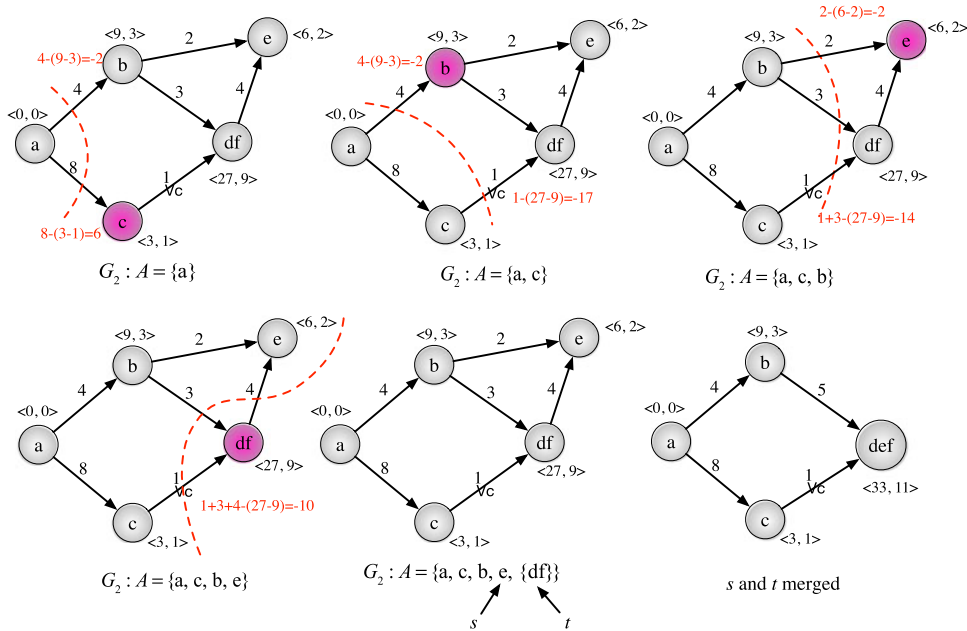 <9, 3>
2
e
<6, 2>
4-(9-3)=-2
b
4
3
4
<0, 0>
a
df
8
1
Vc
<27, 9>
c
8-(3-1)=6
<3, 1>
G2 : A = {a}
<9, 3>
2
e
<6, 2>
4-(9-3)=-2
b
4
3
4
<0, 0>
a
df
8
1
Vc
<27, 9>
1-(27-9)=-17
c
<3, 1>
G2 : A = {a, c}
2-(6-2)=-2
<9, 3>
2
e
<6, 2>
b
4
3
4
<0, 0>
a
df
8
1
Vc
<27, 9>
1+3-(27-9)=-14
c
<3, 1>
G2 : A = {a, c, b}
<9, 3>
2
e
<6, 2>
b
4
3
4
<0, 0>
a
df
8
1
Vc
<27, 9>
1+3+4-(27-9)=-10
c
<3, 1>
G2 : A = {a, c, b, e}
<9, 3>
2
e
<6, 2>
b
4
3
4
<0, 0>
a
df
8
1
Vc
<27, 9>
c
<3, 1>
G2 : A = {a, c, b, e, {df}}
s
t
<9, 3>
b
4
5
<0, 0>
a
def
8
1
Vc
<33, 11>
c
<3, 1>
s and t merged